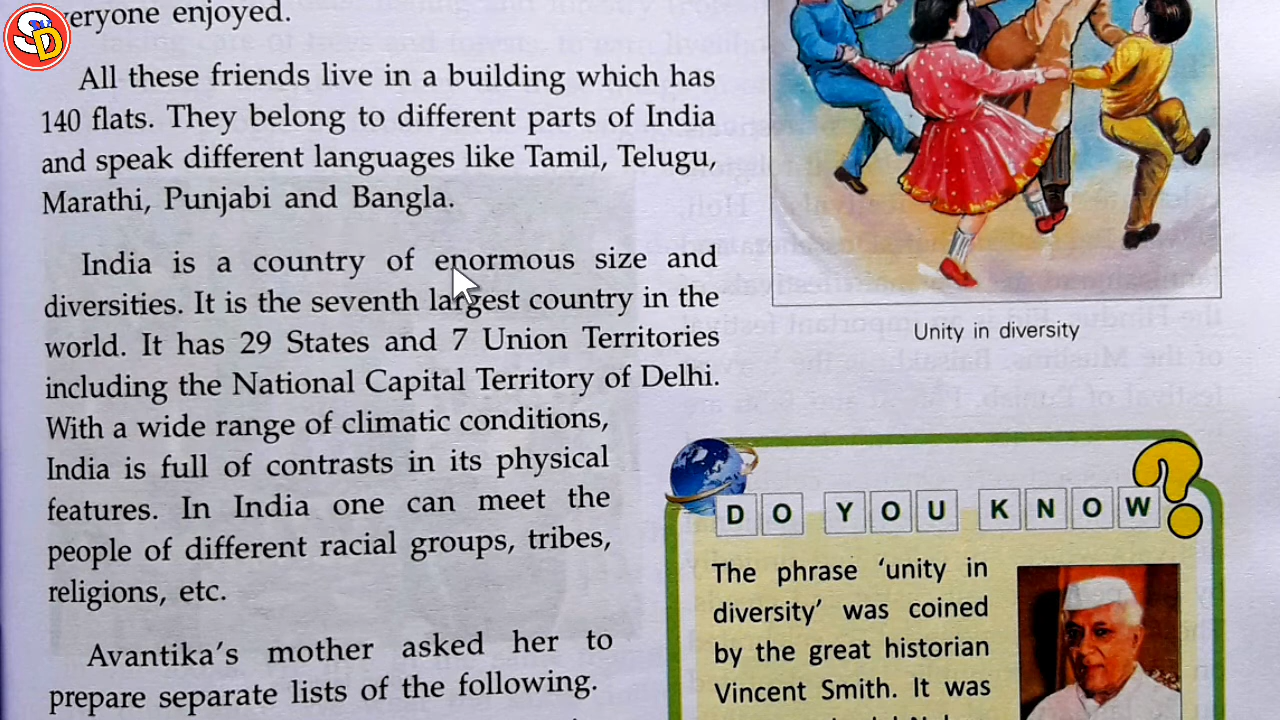 everyone enjoyed.
All these friends live in a building which has
140 flats. They belong to different parts of India
and speak different languages like Tamil, Telugu,
Marathi, Punjabi and Bangla.
India is a country of enormous size and
diversities. It is the seventh largest country in the
world. It has 29 States and 7 Union Territories
including the National Capital Territory of Delhi.
With a wide range of climatic conditions,
India is full of contrasts in its physical
features. In India one can meet the
people of different racial groups, tribes,
religions, etc.
Avantika's mother asked her to
prepare separate lists of the following.
Unity in diversity
DO YOU KNOW ?
The phrase 'unity in
diversity' was coined
by the great historian
Vincent Smith. It was
SD